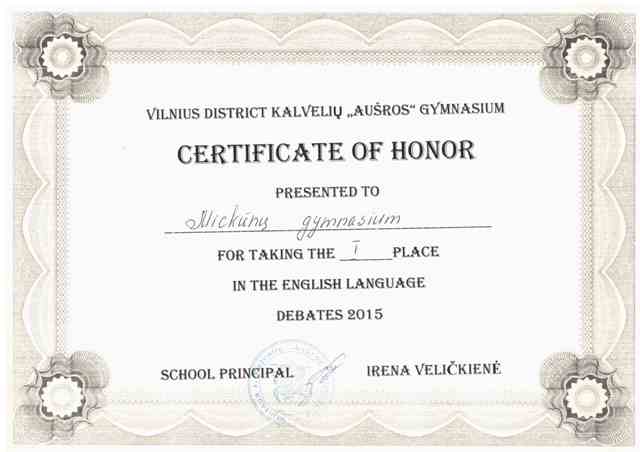 VILNIUS DISTRICT KALVELIŲ „AUŠROS“ GYMNASIUM
CERTIFICATE OF HONOR
PRESENTED TO
Mickūnų gymnasium
FOR TAKING THE I PLACE
IN THE ENGLISH LANGUAGE
DEBATES 2015
SCHOOL PRINCIPAL IRENA VELIČKIENĖ